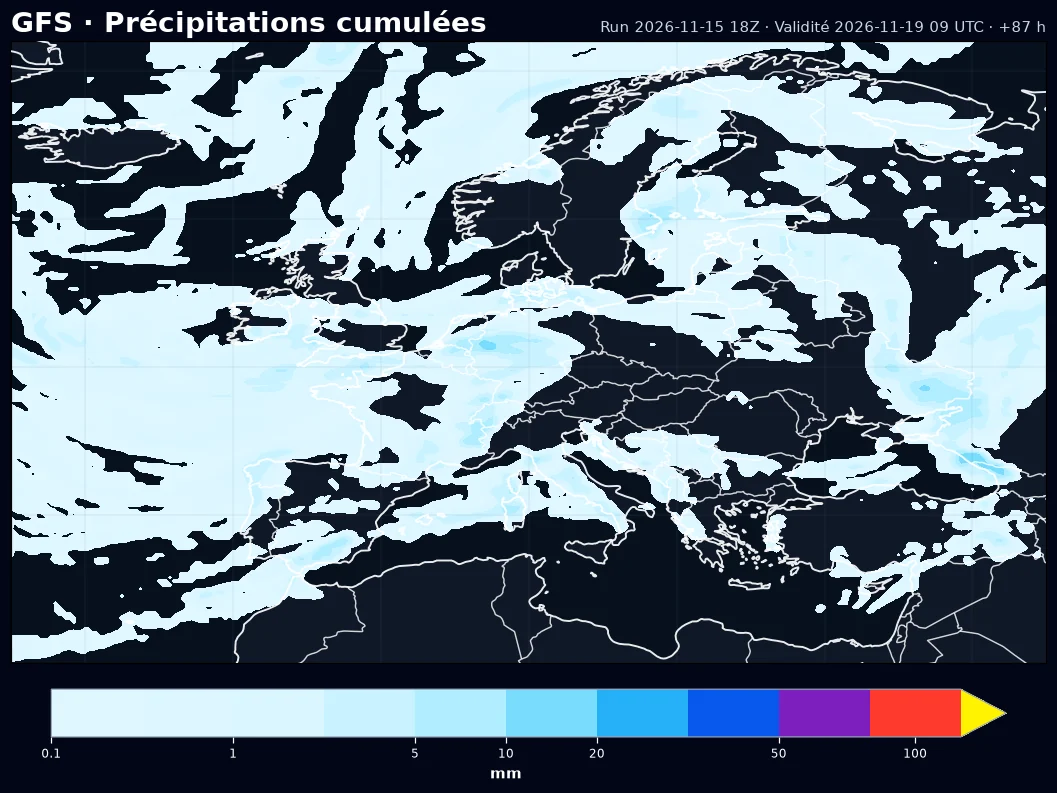 GFS · Précipitations cumulées
Run 2026-11-15 18Z · Validité 2026-11-19 09 UTC · +87 h
0.1 1 5 10 20 50 100
mm